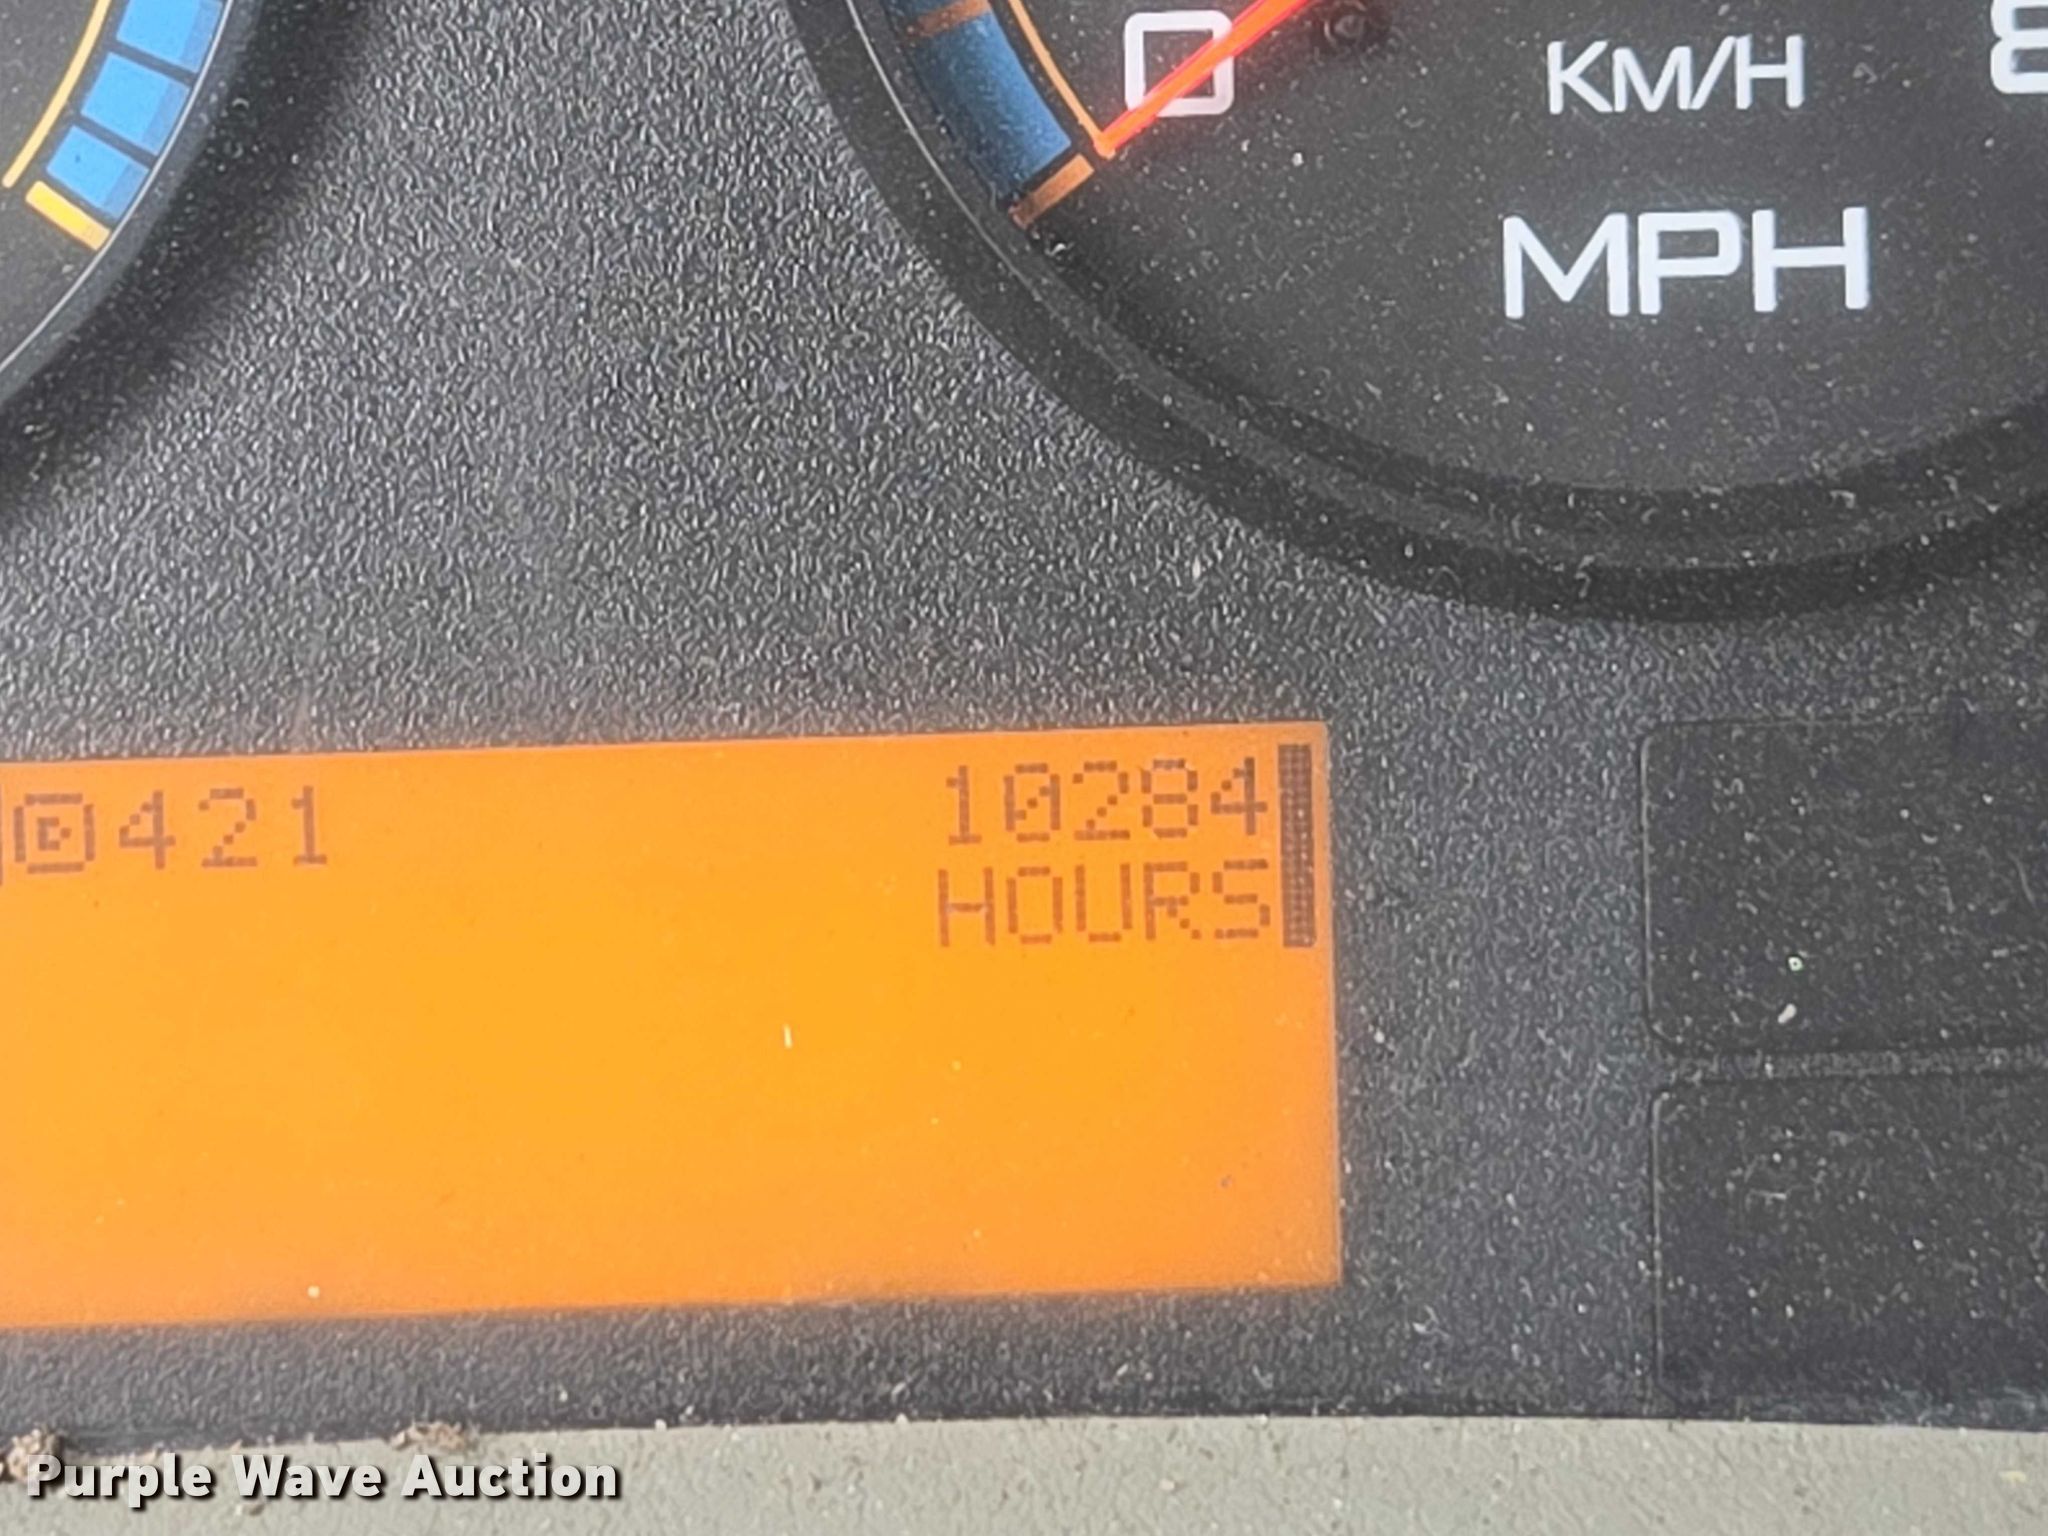 0
KM/H
MPH
421
10284
HOURS
Purple Wave Auction